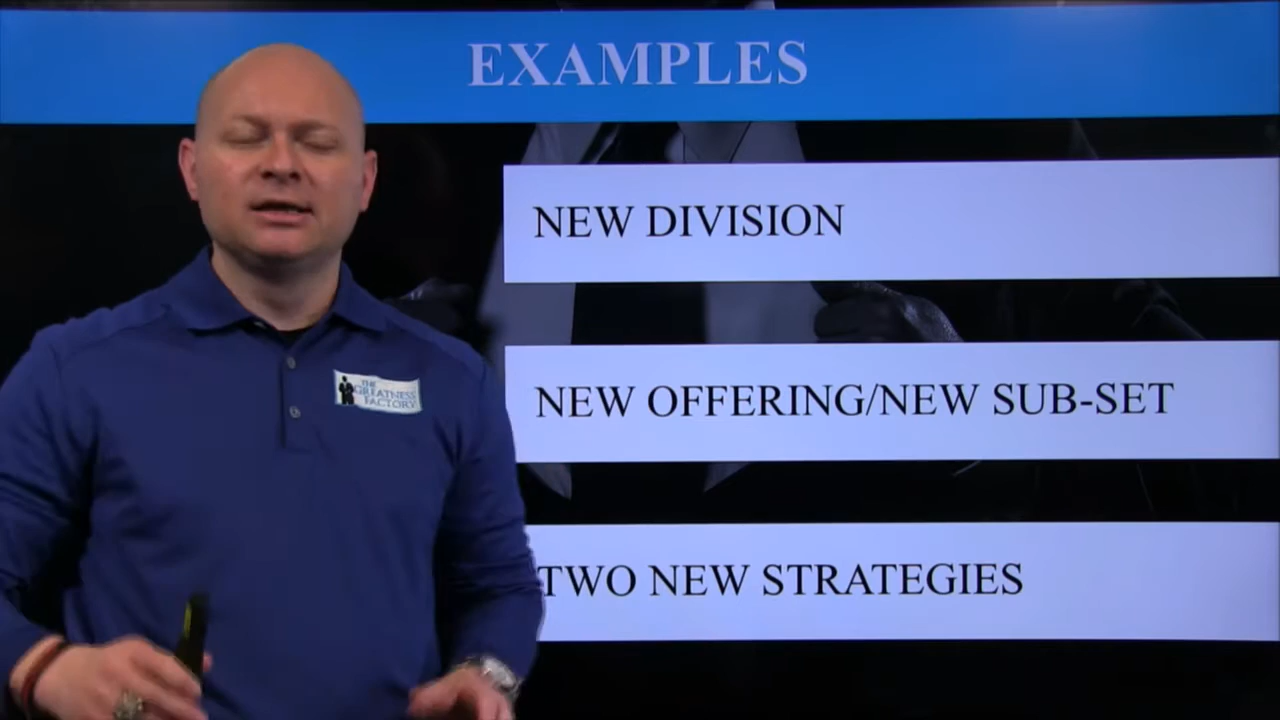 EXAMPLES
NEW DIVISION
NEW OFFERING/NEW SUB-SET
TWO NEW STRATEGIES
THE
GREATNESS
FACTORY